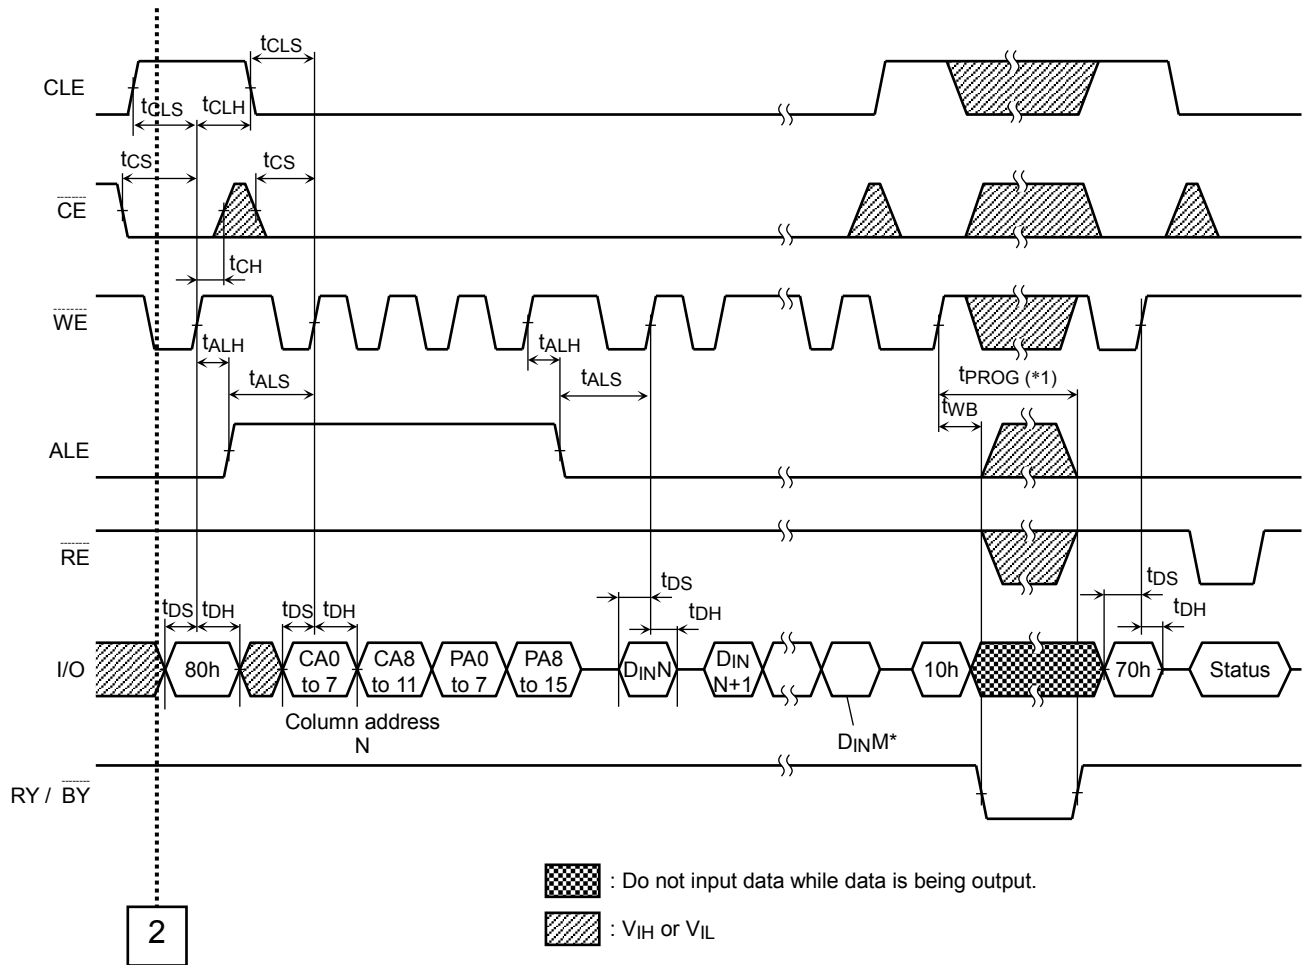 tCLS
CLE
tCLS tCLH
tCS tCS
CE
tCH
WE
tALH tALH
tALS tALS
tPROG (*1)
tWB
ALE
RE
tDS tDS
tDS tDH tDS tDH tDH tDH
I/O 80h CA0 to 7 CA8 to 11 PA0 to 7 PA8 to 15 DINN DIN N+1 10h 70h Status
Column address
N
DINM*
RY / BY
: Do not input data while data is being output.
2
: VIH or VIL